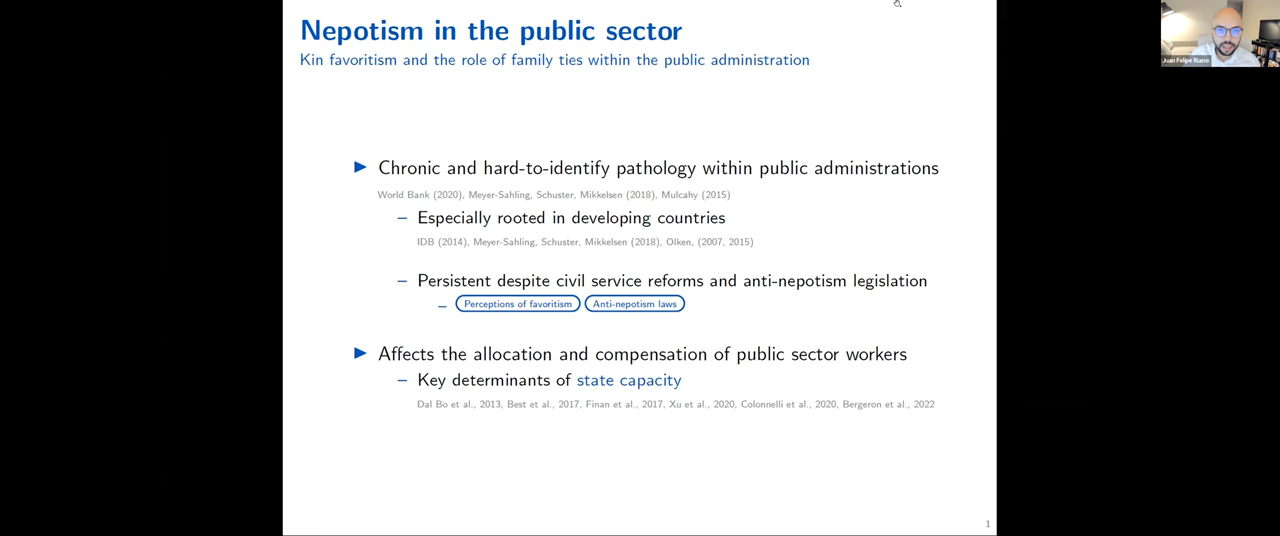 Nepotism in the public sector
Kin favoritism and the role of family ties within the public administration
Juan Felipe Riano
Chronic and hard-to-identify pathology within public administrations
World Bank (2020), Meyer-Sahling, Schuster, Mikkelsen (2018), Mulcahy (2015)
– Especially rooted in developing countries
IDB (2014), Meyer-Sahling, Schuster, Mikkelsen (2018), Olken, (2007, 2015)
– Persistent despite civil service reforms and anti-nepotism legislation
– Perceptions of favoritism Anti-nepotism laws
Affects the allocation and compensation of public sector workers
– Key determinants of state capacity
Dal Bo et al., 2013, Best et al., 2017, Finan et al., 2017, Xu et al., 2020, Colonnelli et al., 2020, Bergeron et al., 2022
1